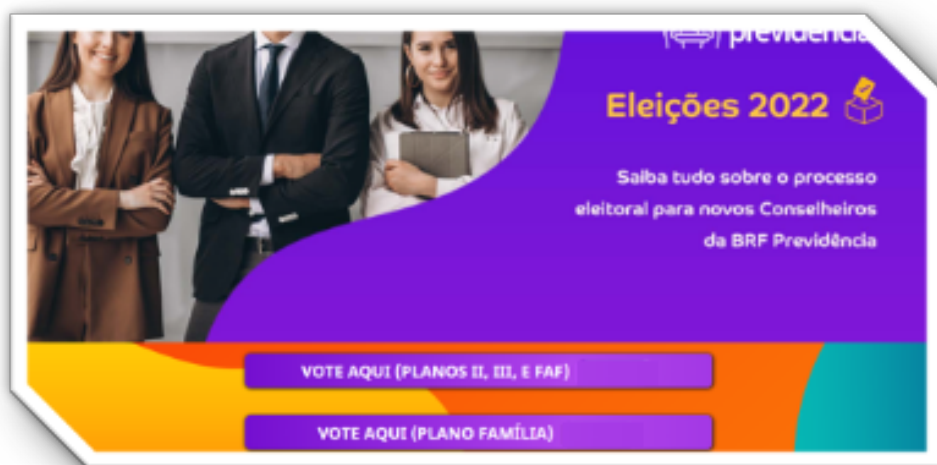 previdência
Eleições 2022
Saiba tudo sobre o processo
eleitoral para novos Conselheiros
da BRF Previdência
VOTE AQUI (PLANOS II, III, E FAF)
VOTE AQUI (PLANO FAMÍLIA)